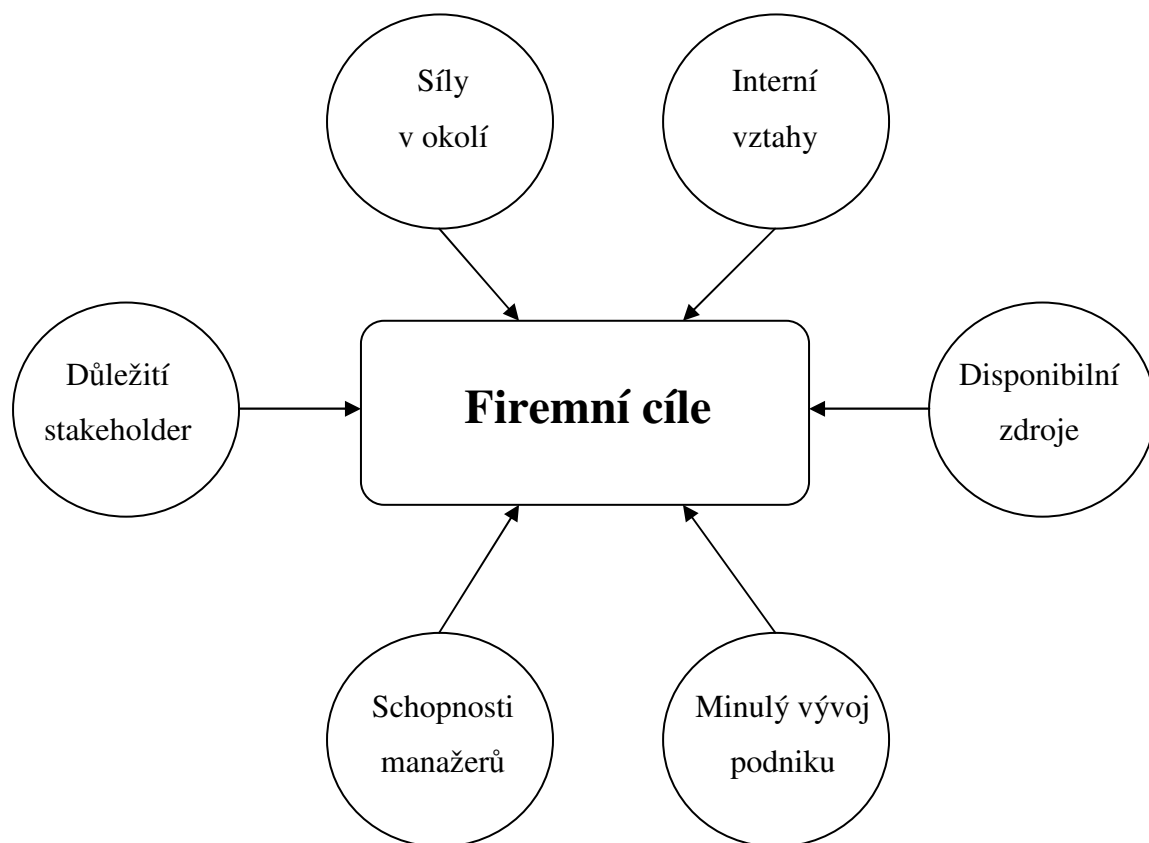 Síly
v okolí
Interní
vztahy
Důležití
stakeholder
Firemní cíle
Disponibilní
zdroje
Schopnosti
manažerů
Minulý vývoj
podniku